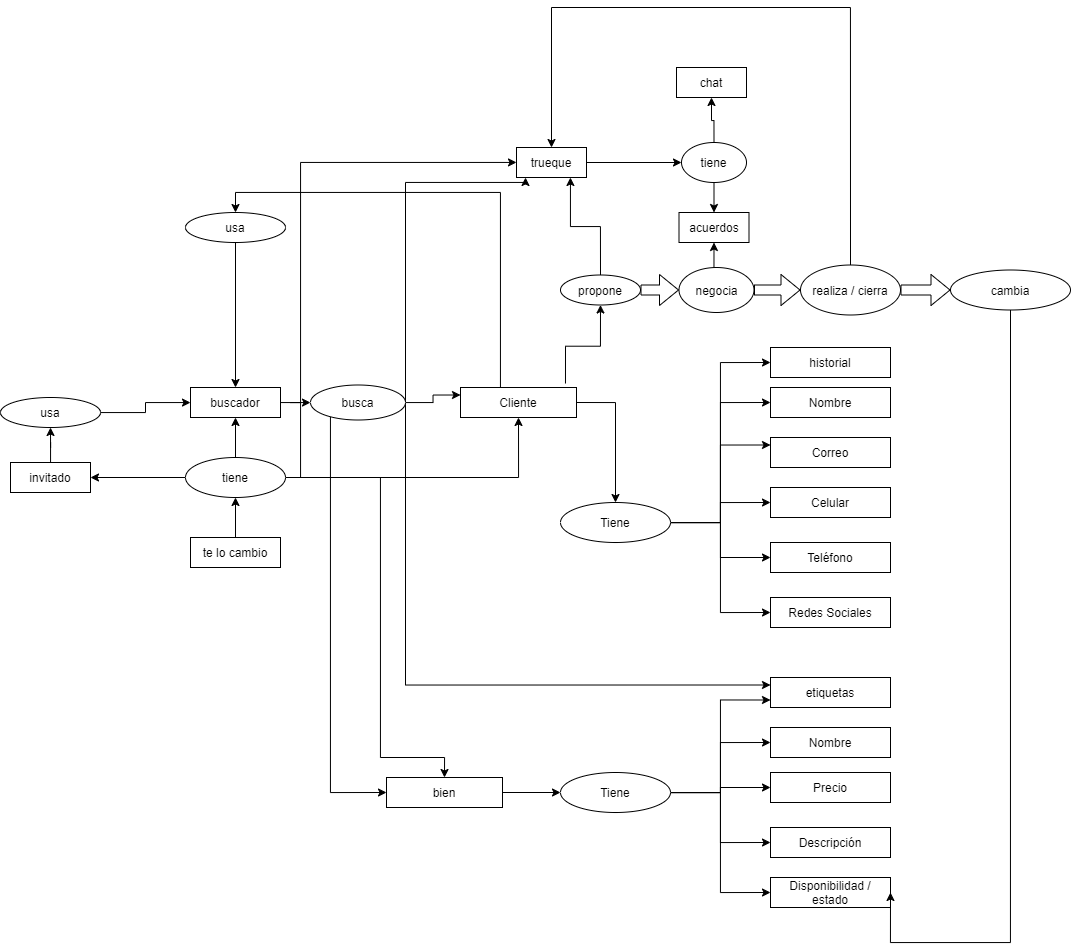 chat
trueque
tiene
usa
acuerdos
propone
negocia
realiza / cierra
cambia
historial
usa
buscador
busca
Cliente
Nombre
Correo
invitado
tiene
Celular
Tiene
te lo cambio
Teléfono
Redes Sociales
etiquetas
Nombre
bien
Tiene
Precio
Descripción
Disponibilidad /
estado